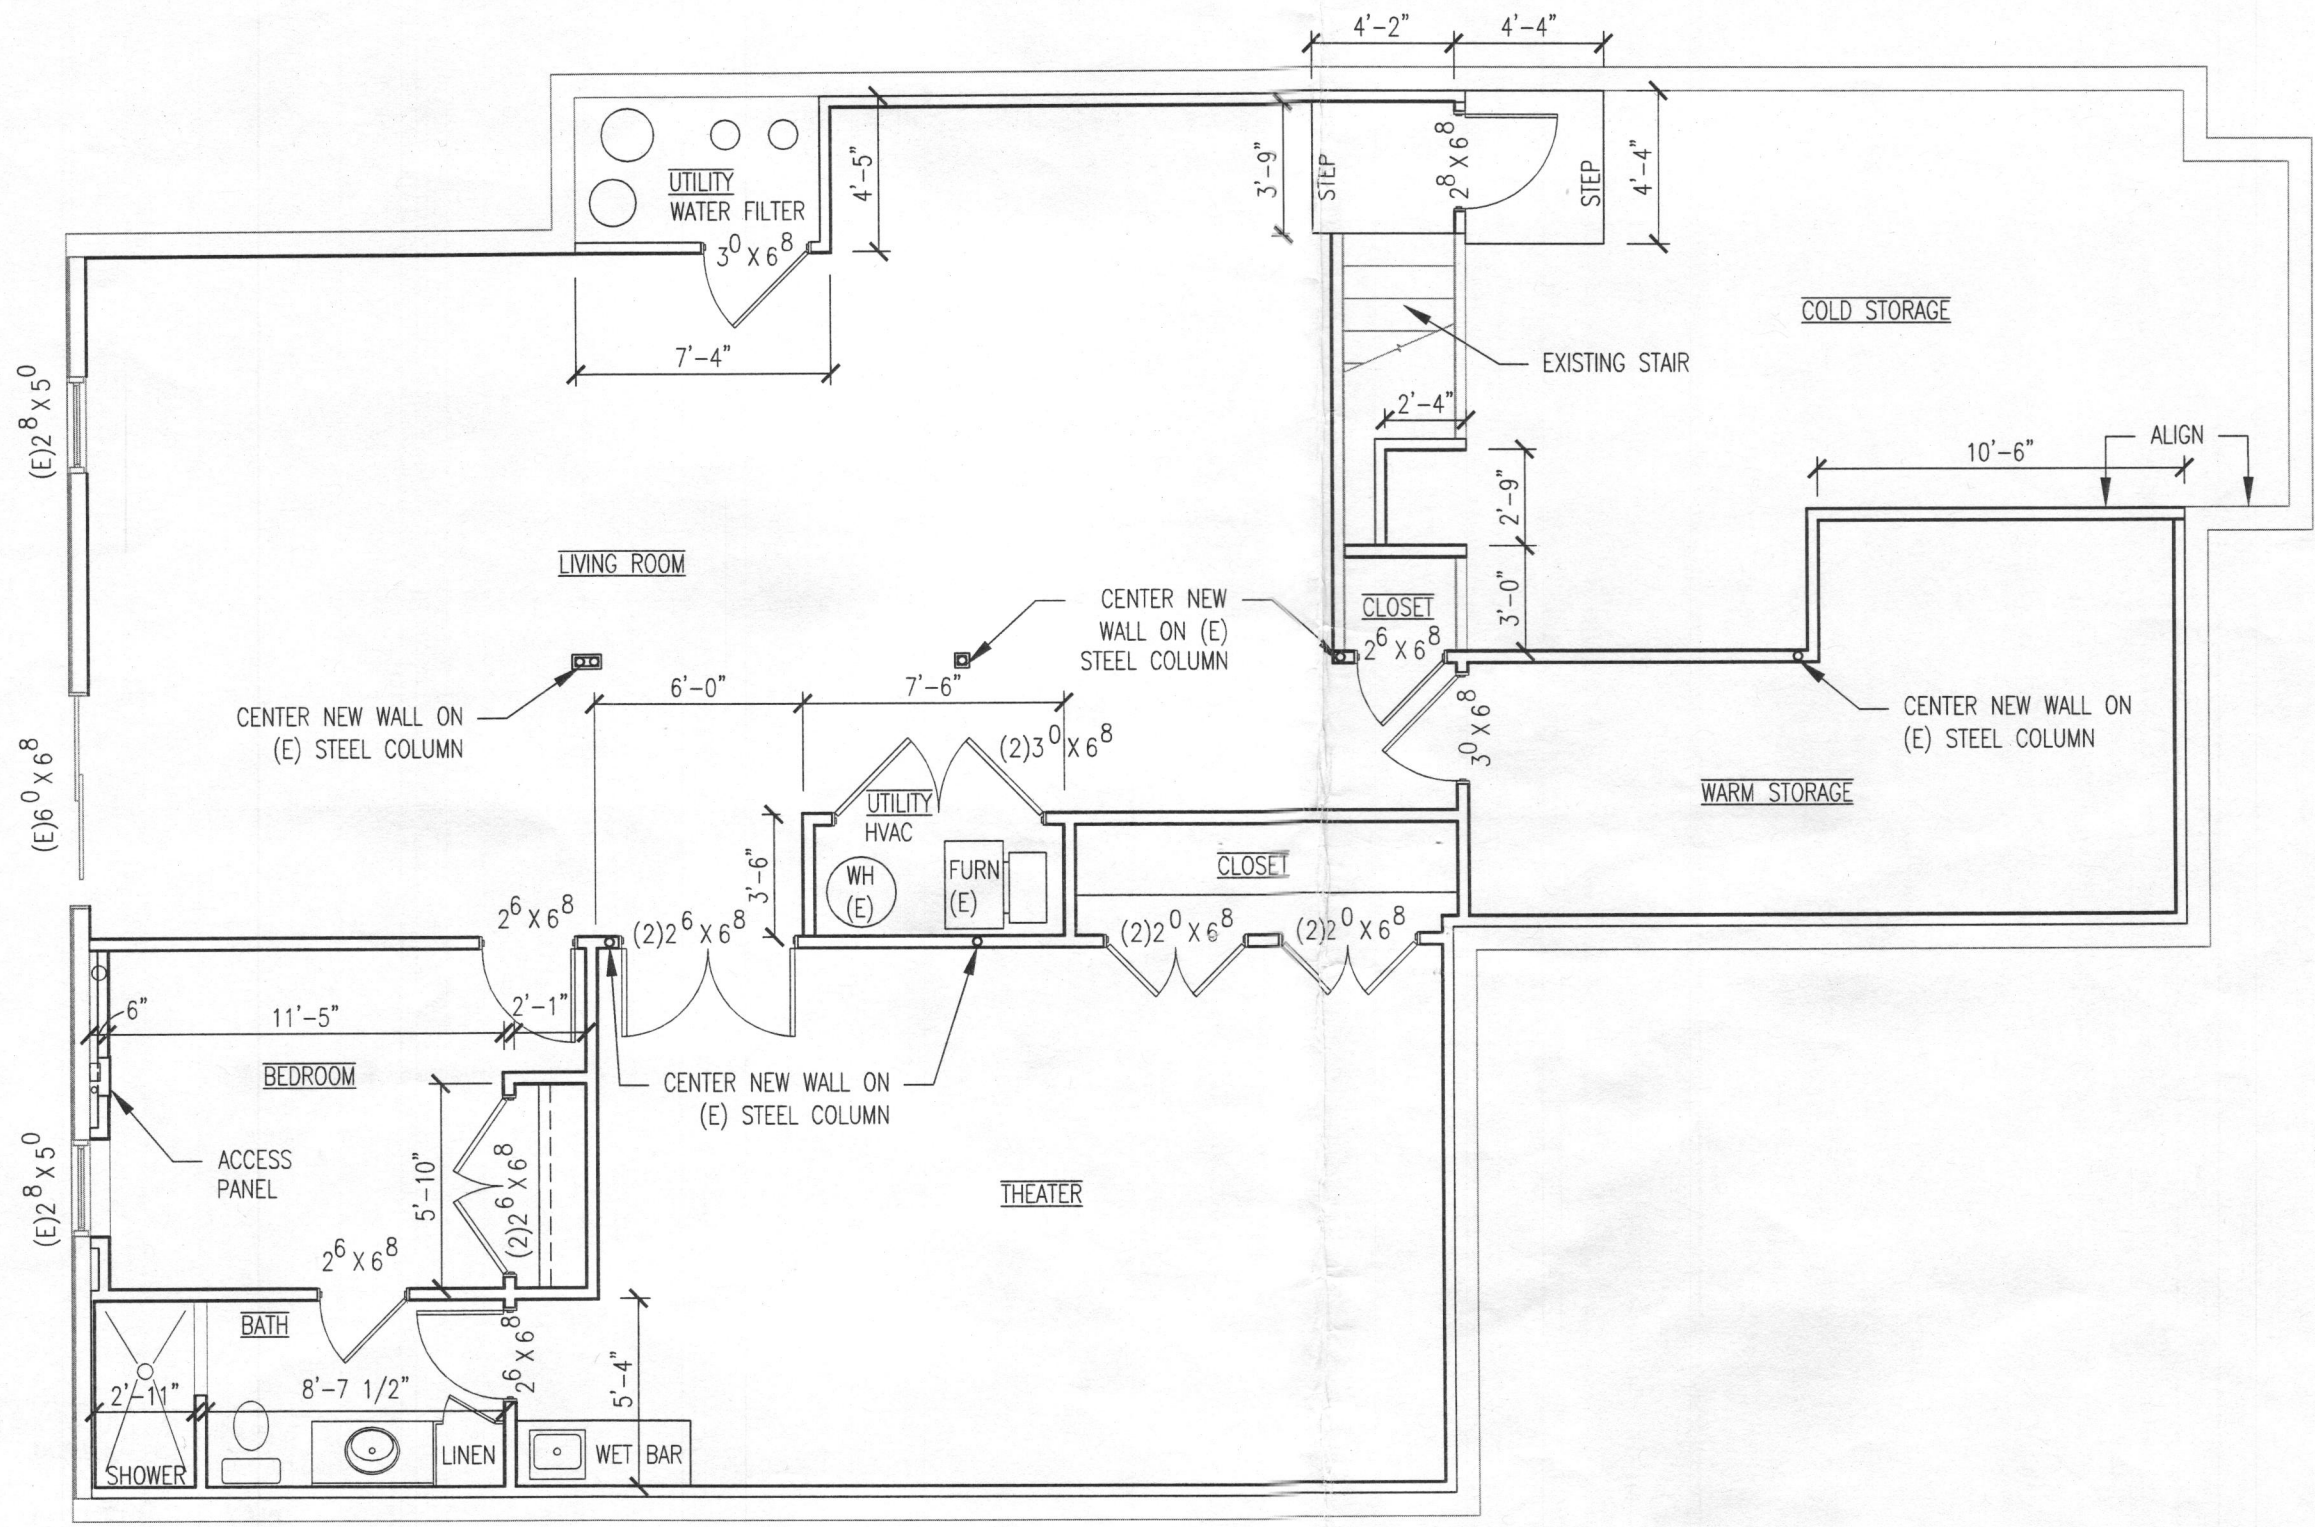 4'-2"
4'-4"
UTILITY
WATER FILTER
3⁰ X 6⁸
4'-5"
7'-4"
3'-9"
STEP
2⁸ X 6⁸
STEP
4'-4"
COLD STORAGE
EXISTING STAIR
2'-4"
2'-9"
3'-0"
10'-6"
ALIGN
(E)2⁸ X 5⁰
LIVING ROOM
CENTER NEW
WALL ON (E)
STEEL COLUMN
CLOSET
2⁶ X 6⁸
3⁰ X 6⁸
CENTER NEW WALL ON
(E) STEEL COLUMN
6'-0"
7'-6"
(2)3⁰ X 6⁸
CENTER NEW WALL ON
(E) STEEL COLUMN
WARM STORAGE
(E)6⁰ X 6⁸
UTILITY
HVAC
WH
(E)
FURN
(E)
3'-6"
CLOSET
2⁶ X 6⁸
(2)2⁶ X 6⁸
(2)2⁰ X 6⁸
(2)2⁰ X 6⁸
6"
11'-5"
2'-1"
BEDROOM
CENTER NEW WALL ON
(E) STEEL COLUMN
ACCESS
PANEL
5'-10"
(2)2⁶ X 6⁸
(E)2⁸ X 5⁰
THEATER
2⁶ X 6⁸
BATH
2⁶ X 6⁸
5'-4"
2'-11"
8'-7 1/2"
SHOWER
LINEN
WET BAR